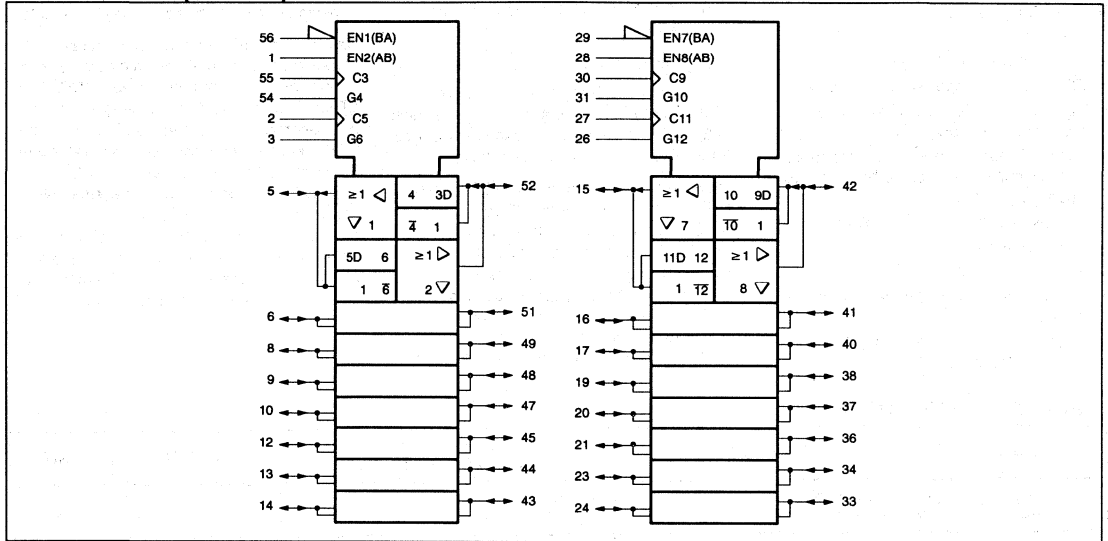 56 EN1(BA)
1 EN2(AB)
55 C3
54 G4
2 C5
3 G6
5 ≥1 4 3D 52
1 4̅ 1
5D 6 ≥1
1 6̅ 2
6 51
8 49
9 48
10 47
12 45
13 44
14 43
29 EN7(BA)
28 EN8(AB)
30 C9
31 G10
27 C11
26 G12
15 ≥1 10 9D 42
7 1̅0̅ 1
11D 12 ≥1
1 1̅2̅ 8
16 41
17 40
19 38
20 37
21 36
23 34
24 33